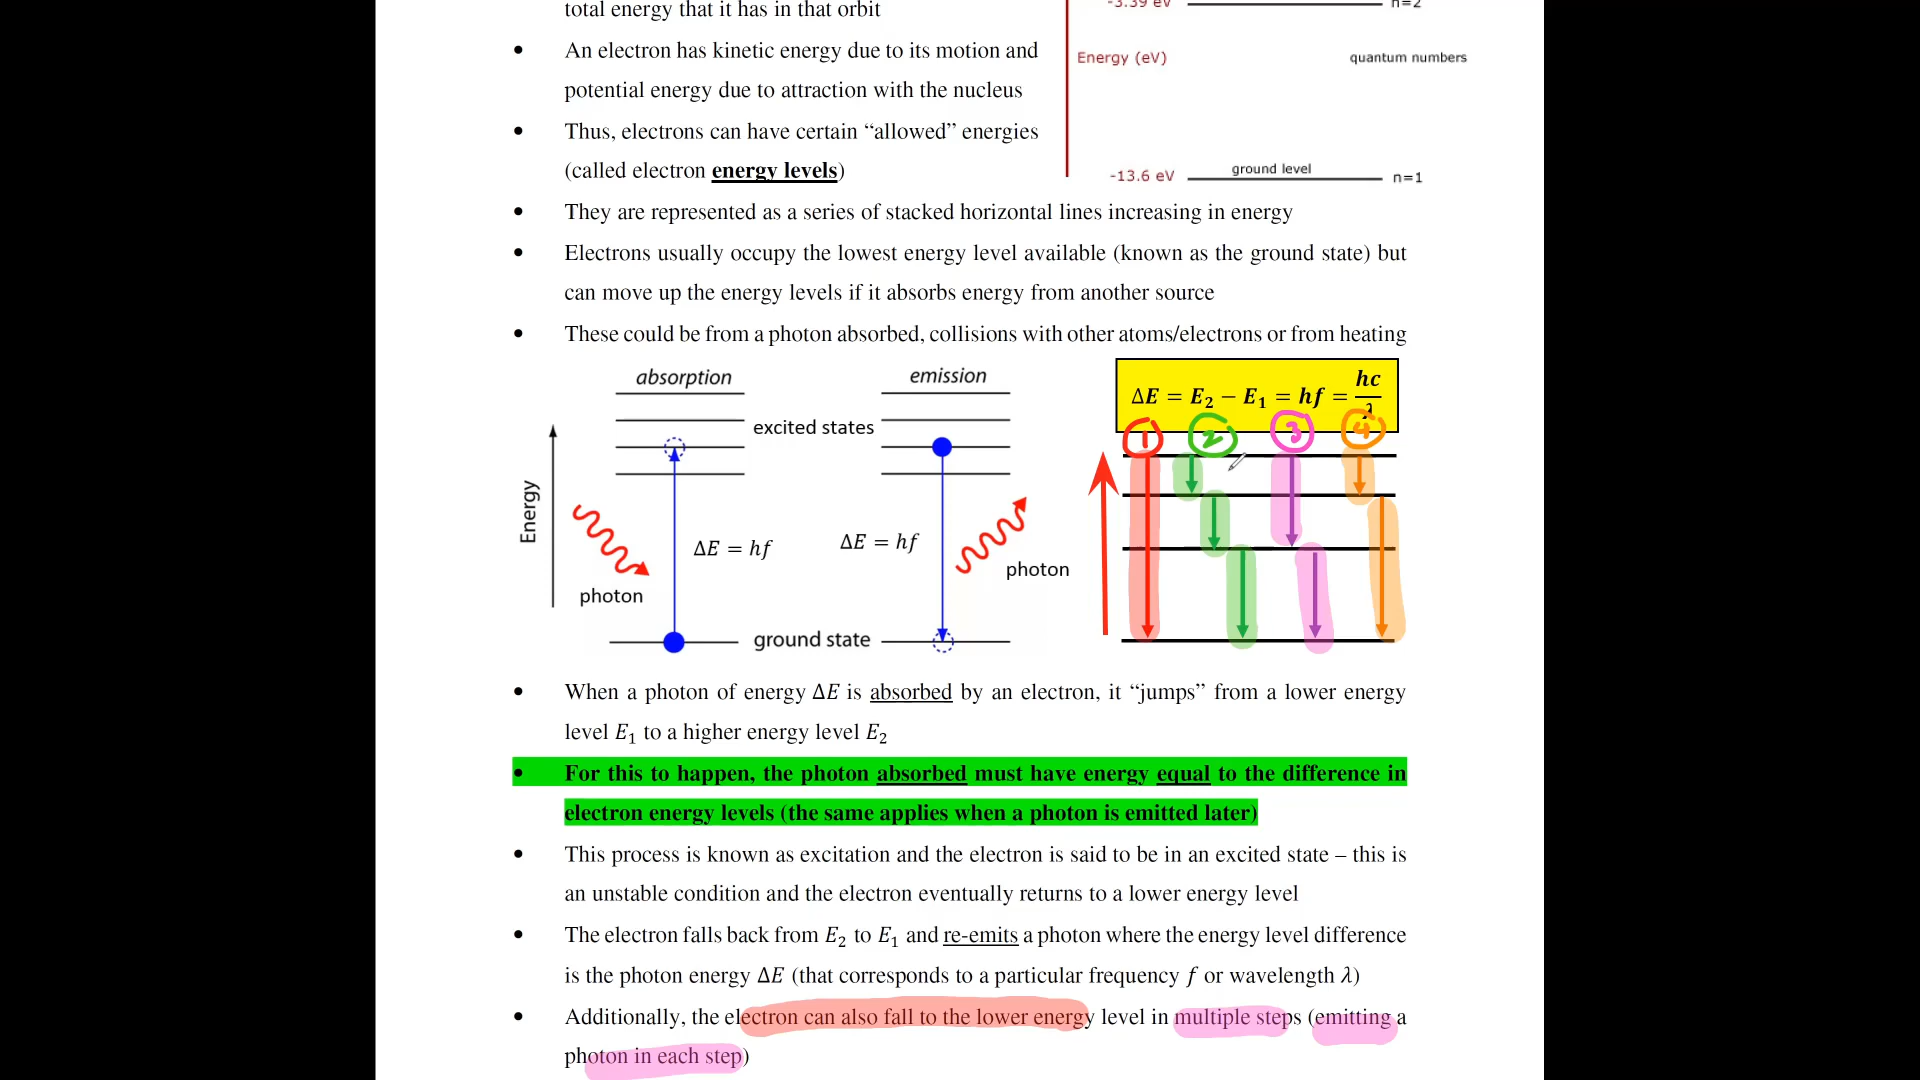 total energy that it has in that orbit
-3.39 eV n=2
• An electron has kinetic energy due to its motion and
Energy (eV) quantum numbers
potential energy due to attraction with the nucleus
• Thus, electrons can have certain “allowed” energies
(called electron energy levels)
-13.6 eV ground level n=1
• They are represented as a series of stacked horizontal lines increasing in energy
• Electrons usually occupy the lowest energy level available (known as the ground state) but
can move up the energy levels if it absorbs energy from another source
• These could be from a photon absorbed, collisions with other atoms/electrons or from heating
absorption emission
ΔE = E₂ − E₁ = hf = hc/λ
excited states
1 2 3 4
Energy
ΔE = hf ΔE = hf
photon photon
ground state
• When a photon of energy ΔE is absorbed by an electron, it “jumps” from a lower energy
level E₁ to a higher energy level E₂
• For this to happen, the photon absorbed must have energy equal to the difference in
electron energy levels (the same applies when a photon is emitted later)
• This process is known as excitation and the electron is said to be in an excited state – this is
an unstable condition and the electron eventually returns to a lower energy level
• The electron falls back from E₂ to E₁ and re-emits a photon where the energy level difference
is the photon energy ΔE (that corresponds to a particular frequency f or wavelength λ)
• Additionally, the electron can also fall to the lower energy level in multiple steps (emitting a
photon in each step)